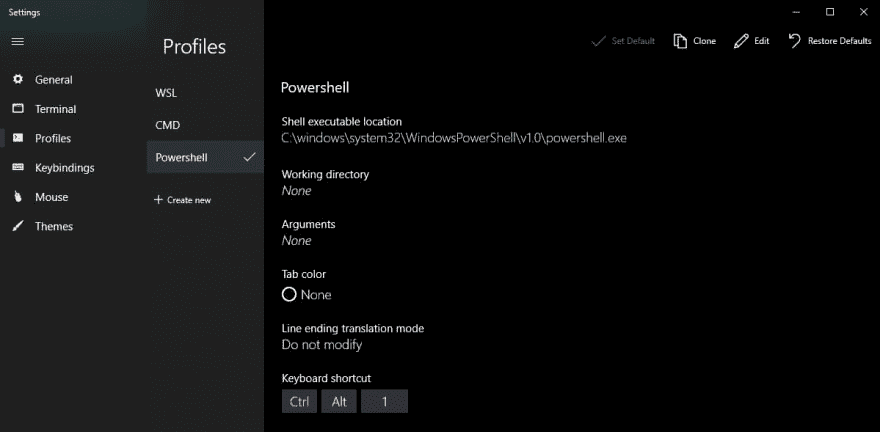 Settings
General
Terminal
Profiles
Keybindings
Mouse
Themes
Profiles
WSL
CMD
Powershell
+ Create new
Set Default
Clone
Edit
Restore Defaults
Powershell
Shell executable location
C:\windows\system32\WindowsPowerShell\v1.0\powershell.exe
Working directory
None
Arguments
None
Tab color
None
Line ending translation mode
Do not modify
Keyboard shortcut
Ctrl Alt 1